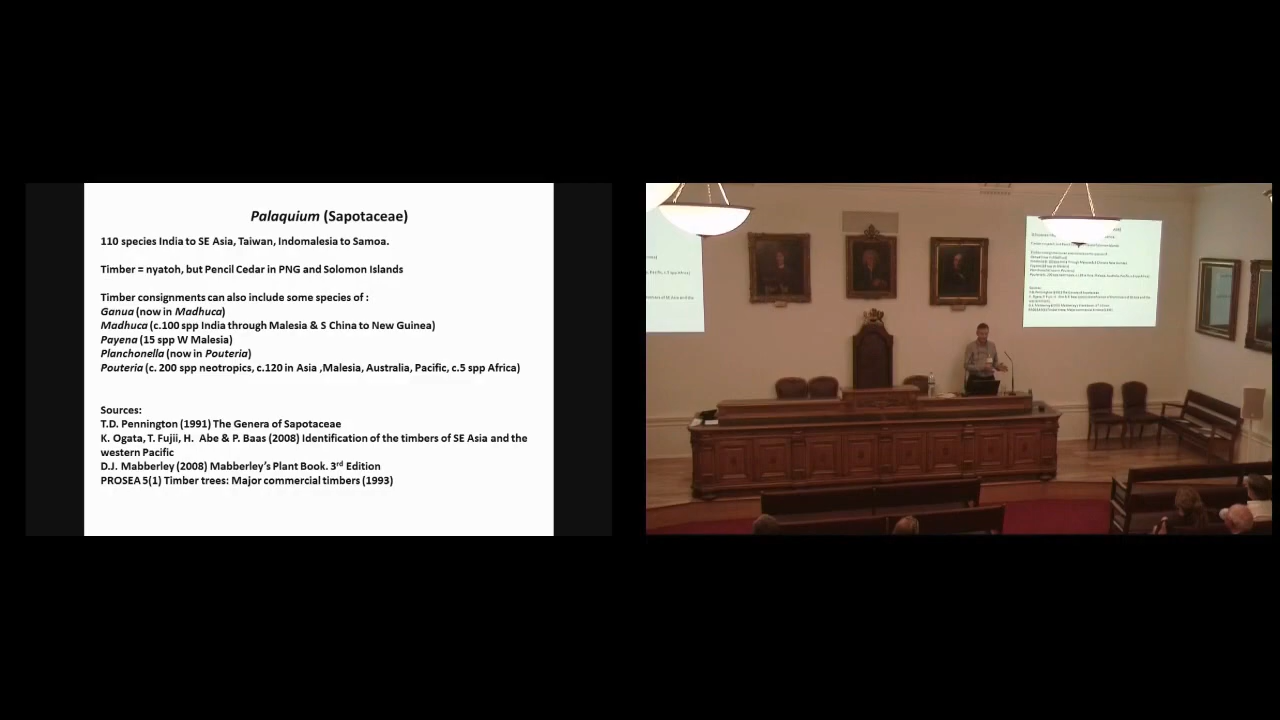 Palaquium (Sapotaceae)
110 species India to SE Asia, Taiwan, Indomalesia to Samoa.
Timber = nyatoh, but Pencil Cedar in PNG and Solomon Islands
Timber consignments can also include some species of :
Ganua (now in Madhuca)
Madhuca (c.100 spp India through Malesia & S China to New Guinea)
Payena (15 spp W Malesia)
Planchonella (now in Pouteria)
Pouteria (c. 200 spp neotropics, c.120 in Asia ,Malesia, Australia, Pacific, c.5 spp Africa)
Sources:
T.D. Pennington (1991) The Genera of Sapotaceae
K. Ogata, T. Fujii, H. Abe & P. Baas (2008) Identification of the timbers of SE Asia and the
western Pacific
D.J. Mabberley (2008) Mabberley's Plant Book. 3rd Edition
PROSEA 5(1) Timber trees: Major commercial timbers (1993)